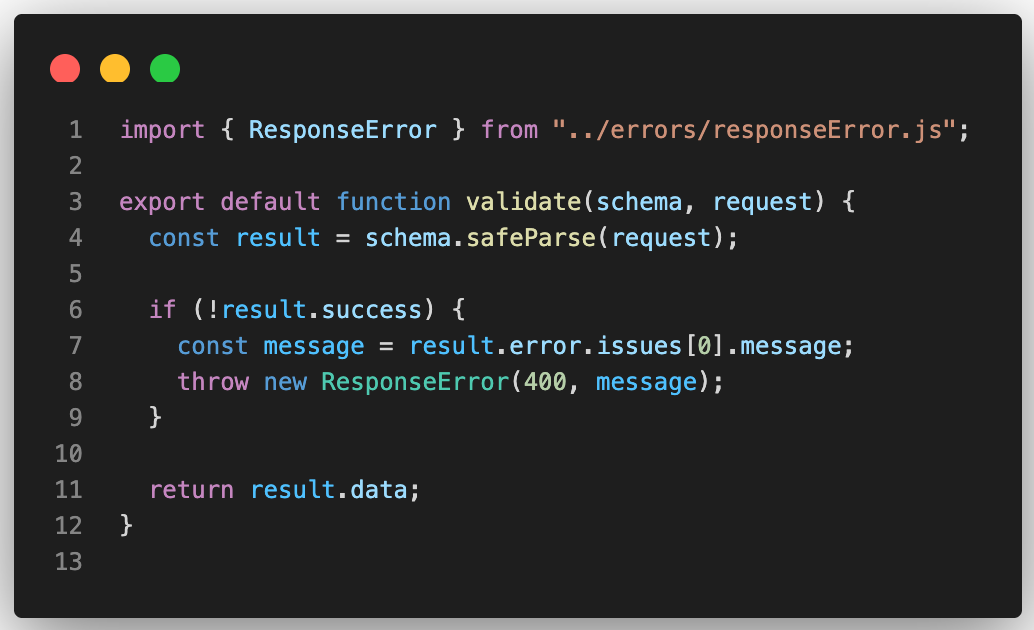 1 import { ResponseError } from "../errors/responseError.js";
2
3 export default function validate(schema, request) {
4   const result = schema.safeParse(request);
5
6   if (!result.success) {
7     const message = result.error.issues[0].message;
8     throw new ResponseError(400, message);
9   }
10
11   return result.data;
12 }
13